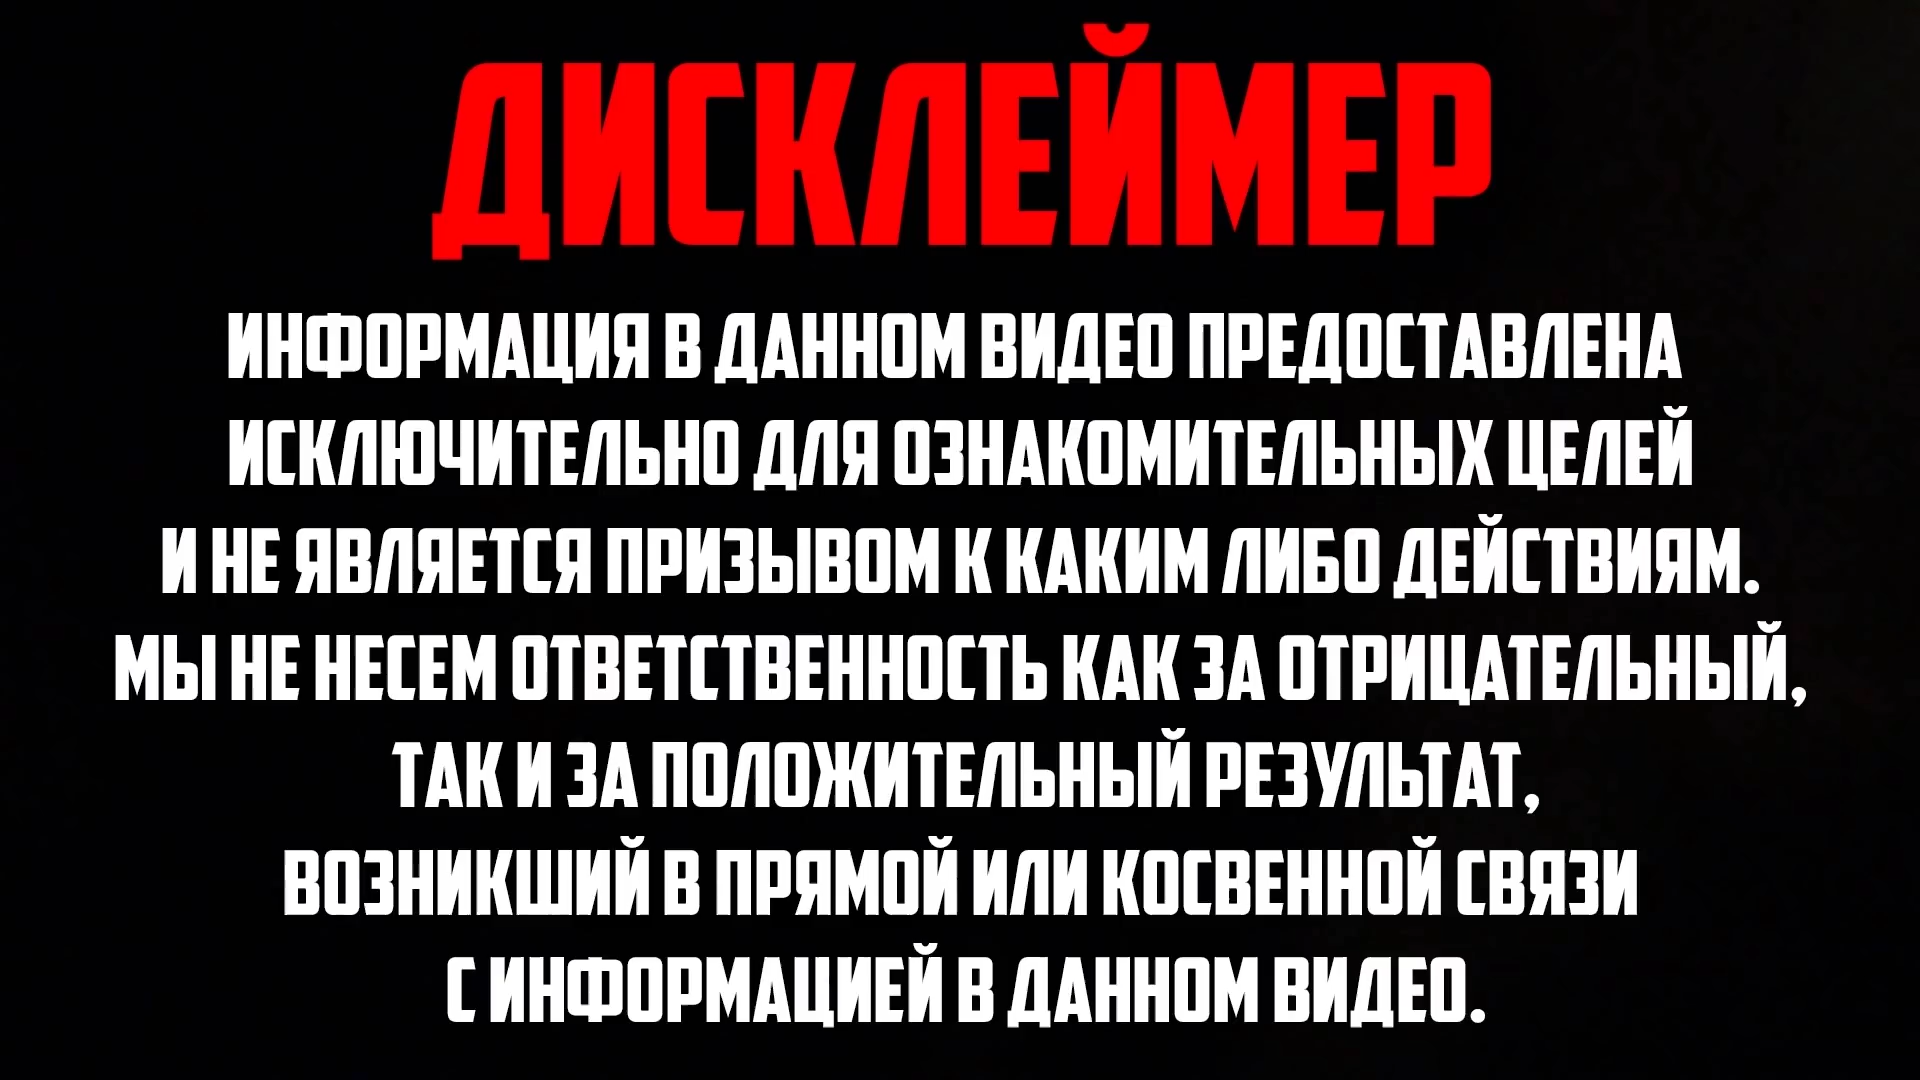 ДИСКЛЕЙМЕР
ИНФОРМАЦИЯ В ДАННОМ ВИДЕО ПРЕДОСТАВЛЕНА
ИСКЛЮЧИТЕЛЬНО ДЛЯ ОЗНАКОМИТЕЛЬНЫХ ЦЕЛЕЙ
И НЕ ЯВЛЯЕТСЯ ПРИЗЫВОМ К КАКИМ ЛИБО ДЕЙСТВИЯМ.
МЫ НЕ НЕСЕМ ОТВЕТСТВЕННОСТЬ КАК ЗА ОТРИЦАТЕЛЬНЫЙ,
ТАК И ЗА ПОЛОЖИТЕЛЬНЫЙ РЕЗУЛЬТАТ,
ВОЗНИКШИЙ В ПРЯМОЙ ИЛИ КОСВЕННОЙ СВЯЗИ
С ИНФОРМАЦИЕЙ В ДАННОМ ВИДЕО.